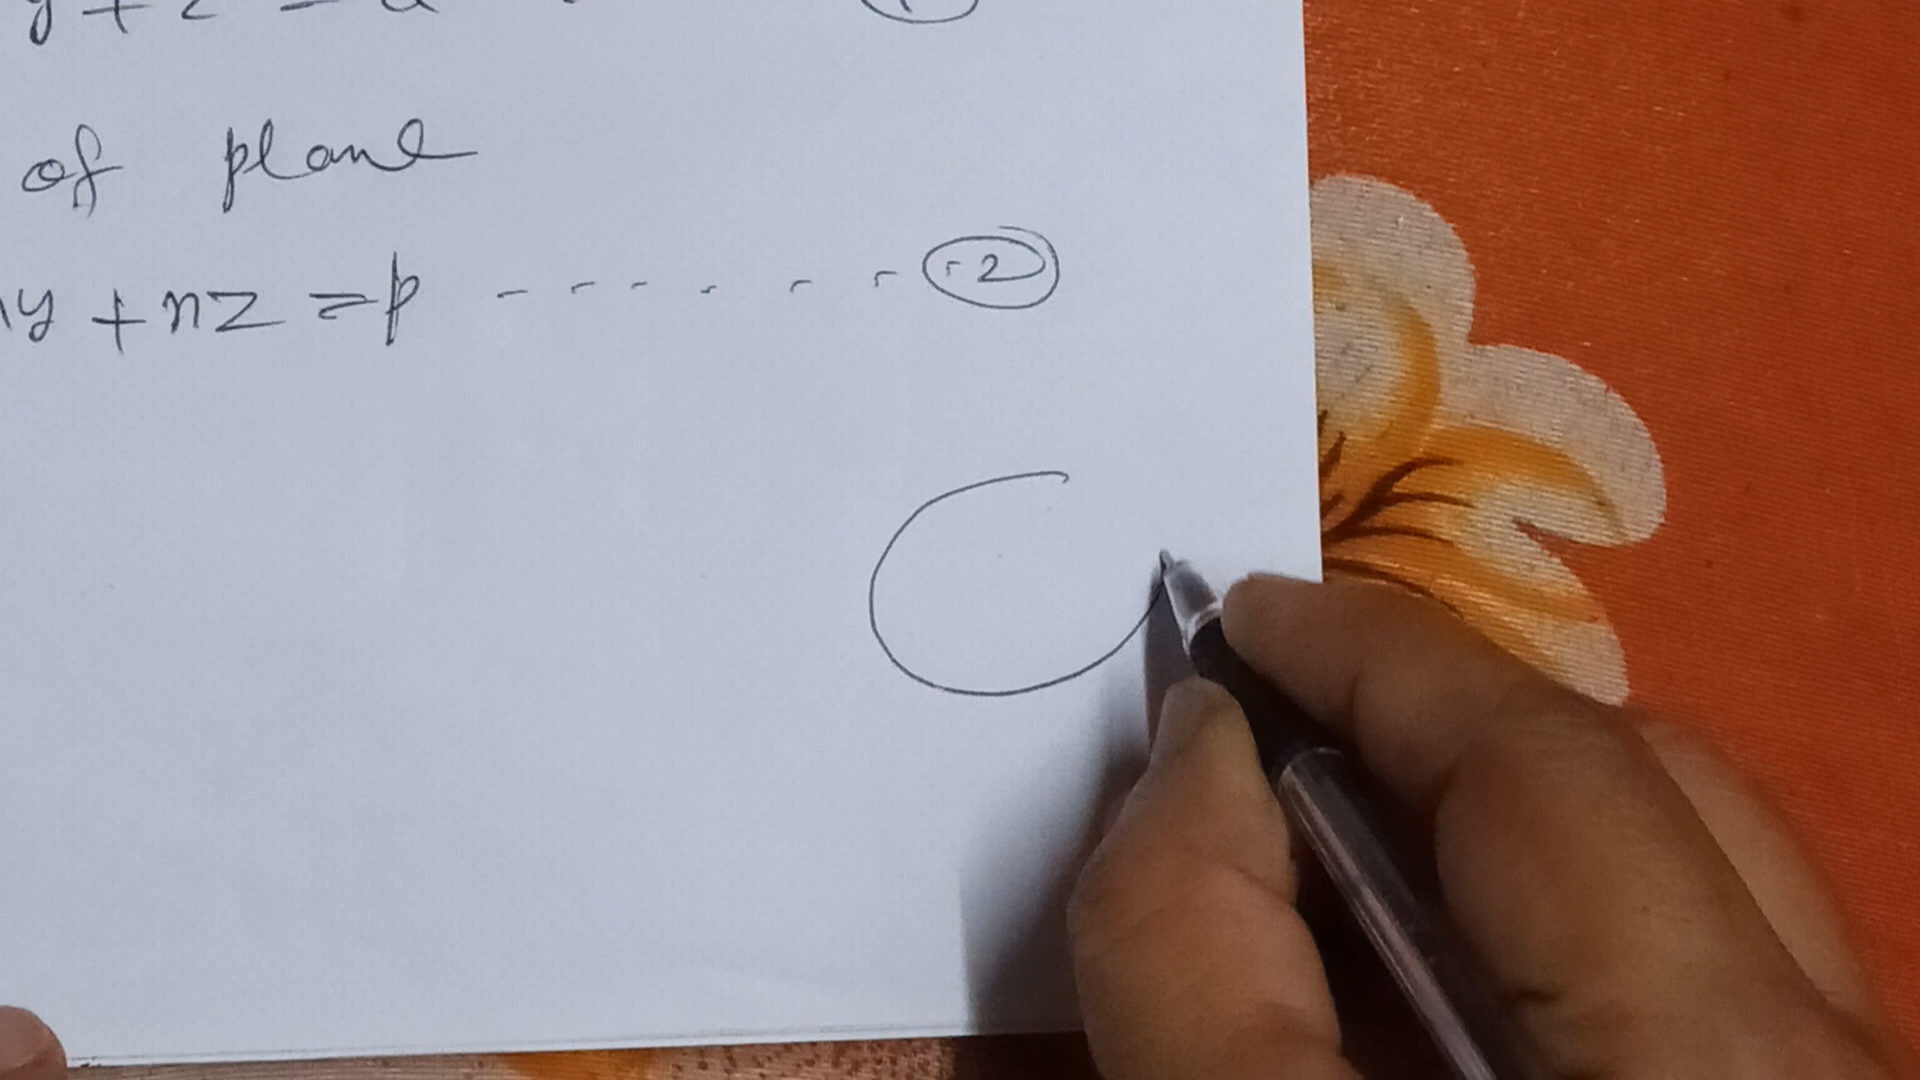 y + z = a
of plane
y + nz = p - - - - - - (2)